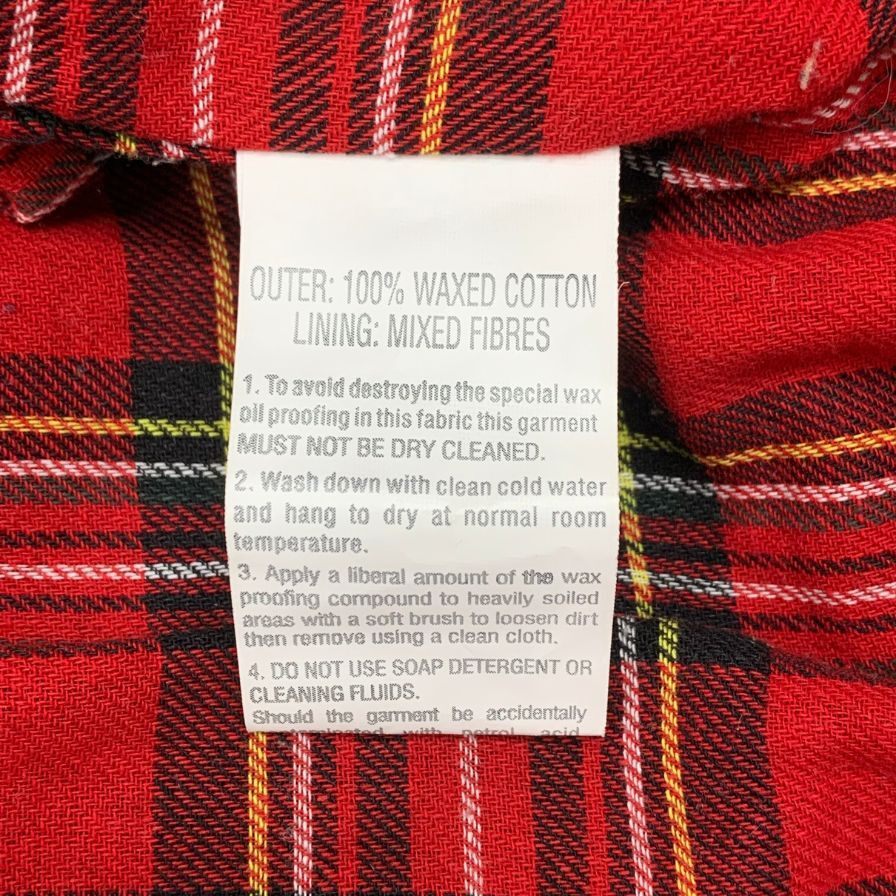 OUTER: 100% WAXED COTTON
LINING: MIXED FIBRES
1. To avoid destroying the special wax
oil proofing in this fabric this garment
MUST NOT BE DRY CLEANED.
2. Wash down with clean cold water
and hang to dry at normal room
temperature.
3. Apply a liberal amount of the wax
proofing compound to heavily soiled
areas with a soft brush to loosen dirt
then remove using a clean cloth.
4. DO NOT USE SOAP DETERGENT OR
CLEANING FLUIDS.
Should the garment be accidentally
with petrol acid